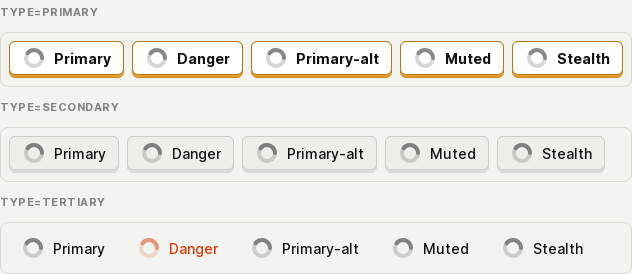 TYPE=PRIMARY
Primary Danger Primary-alt Muted Stealth
TYPE=SECONDARY
Primary Danger Primary-alt Muted Stealth
TYPE=TERTIARY
Primary Danger Primary-alt Muted Stealth